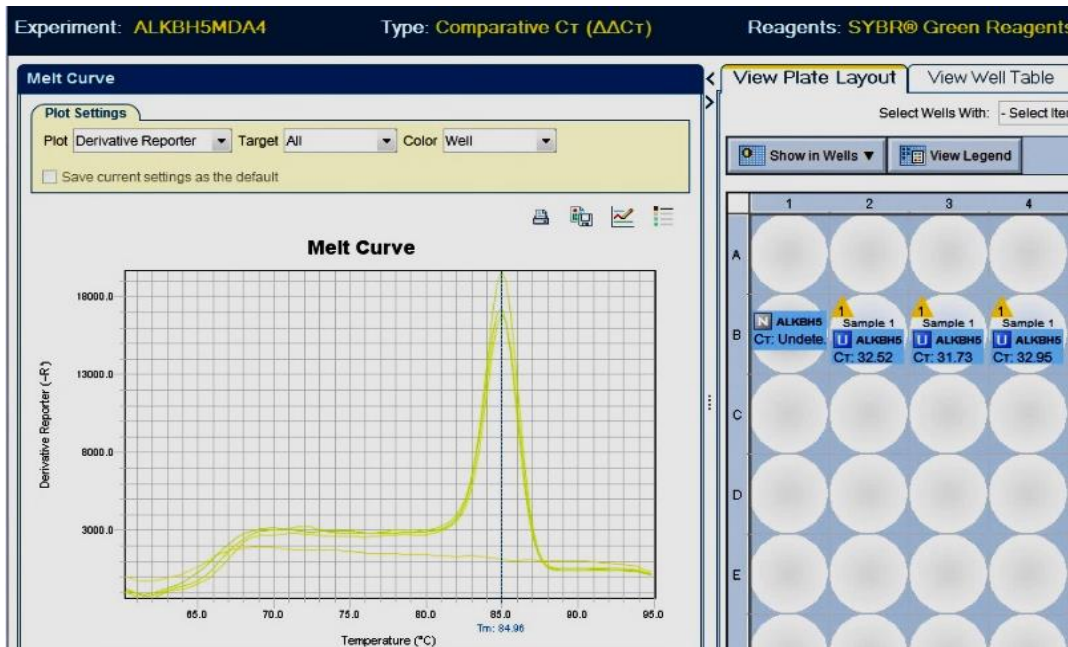 Experiment: ALKBH5MDA4 Type: Comparative CT (ΔΔCT) Reagents: SYBR® Green Reagents
Melt Curve
Plot Settings
Plot Derivative Reporter Target All Color Well
Save current settings as the default
Melt Curve
18000.0
13000.0
8000.0
3000.0
Derivative Reporter (-R')
65.0 70.0 75.0 80.0 85.0 90.0 95.0
Tm: 84.96
Temperature (°C)
View Plate Layout View Well Table
Select Wells With: - Select Ite
Show in Wells ▼ View Legend
1 2 3 4
A
B
N ALKBH5
CT: Undete.
1
Sample 1
U ALKBH5
CT: 32.52
1
Sample 1
U ALKBH5
CT: 31.73
1
Sample 1
U ALKBH5
CT: 32.95
C
D
E